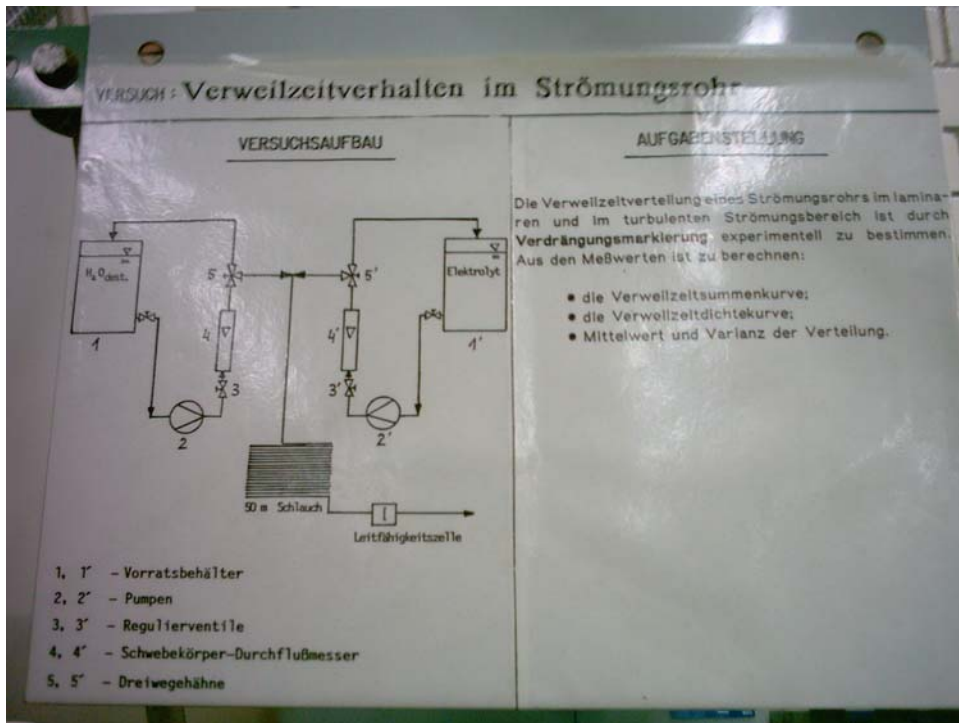 VERSUCH: Verweilzeitverhalten im Strömungsrohr
VERSUCHSAUFBAU
H₂O dest.
1
2
3
4
5
5'
4'
3'
2'
Elektrolyt
1'
50 m Schlauch
Leitfähigkeitszelle
1, 1' - Vorratsbehälter
2, 2' - Pumpen
3, 3' - Regulierventile
4, 4' - Schwebekörper-Durchflußmesser
5, 5' - Dreiwegehähne
AUFGABENSTELLUNG
Die Verweilzeitverteilung eines Strömungsrohrs im lamina-
ren und im turbulenten Strömungsbereich ist durch
Verdrängungsmarkierung experimentell zu bestimmen.
Aus den Meßwerten ist zu berechnen:
• die Verweilzeitsummenkurve;
• die Verweilzeitdichtekurve;
• Mittelwert und Varianz der Verteilung.